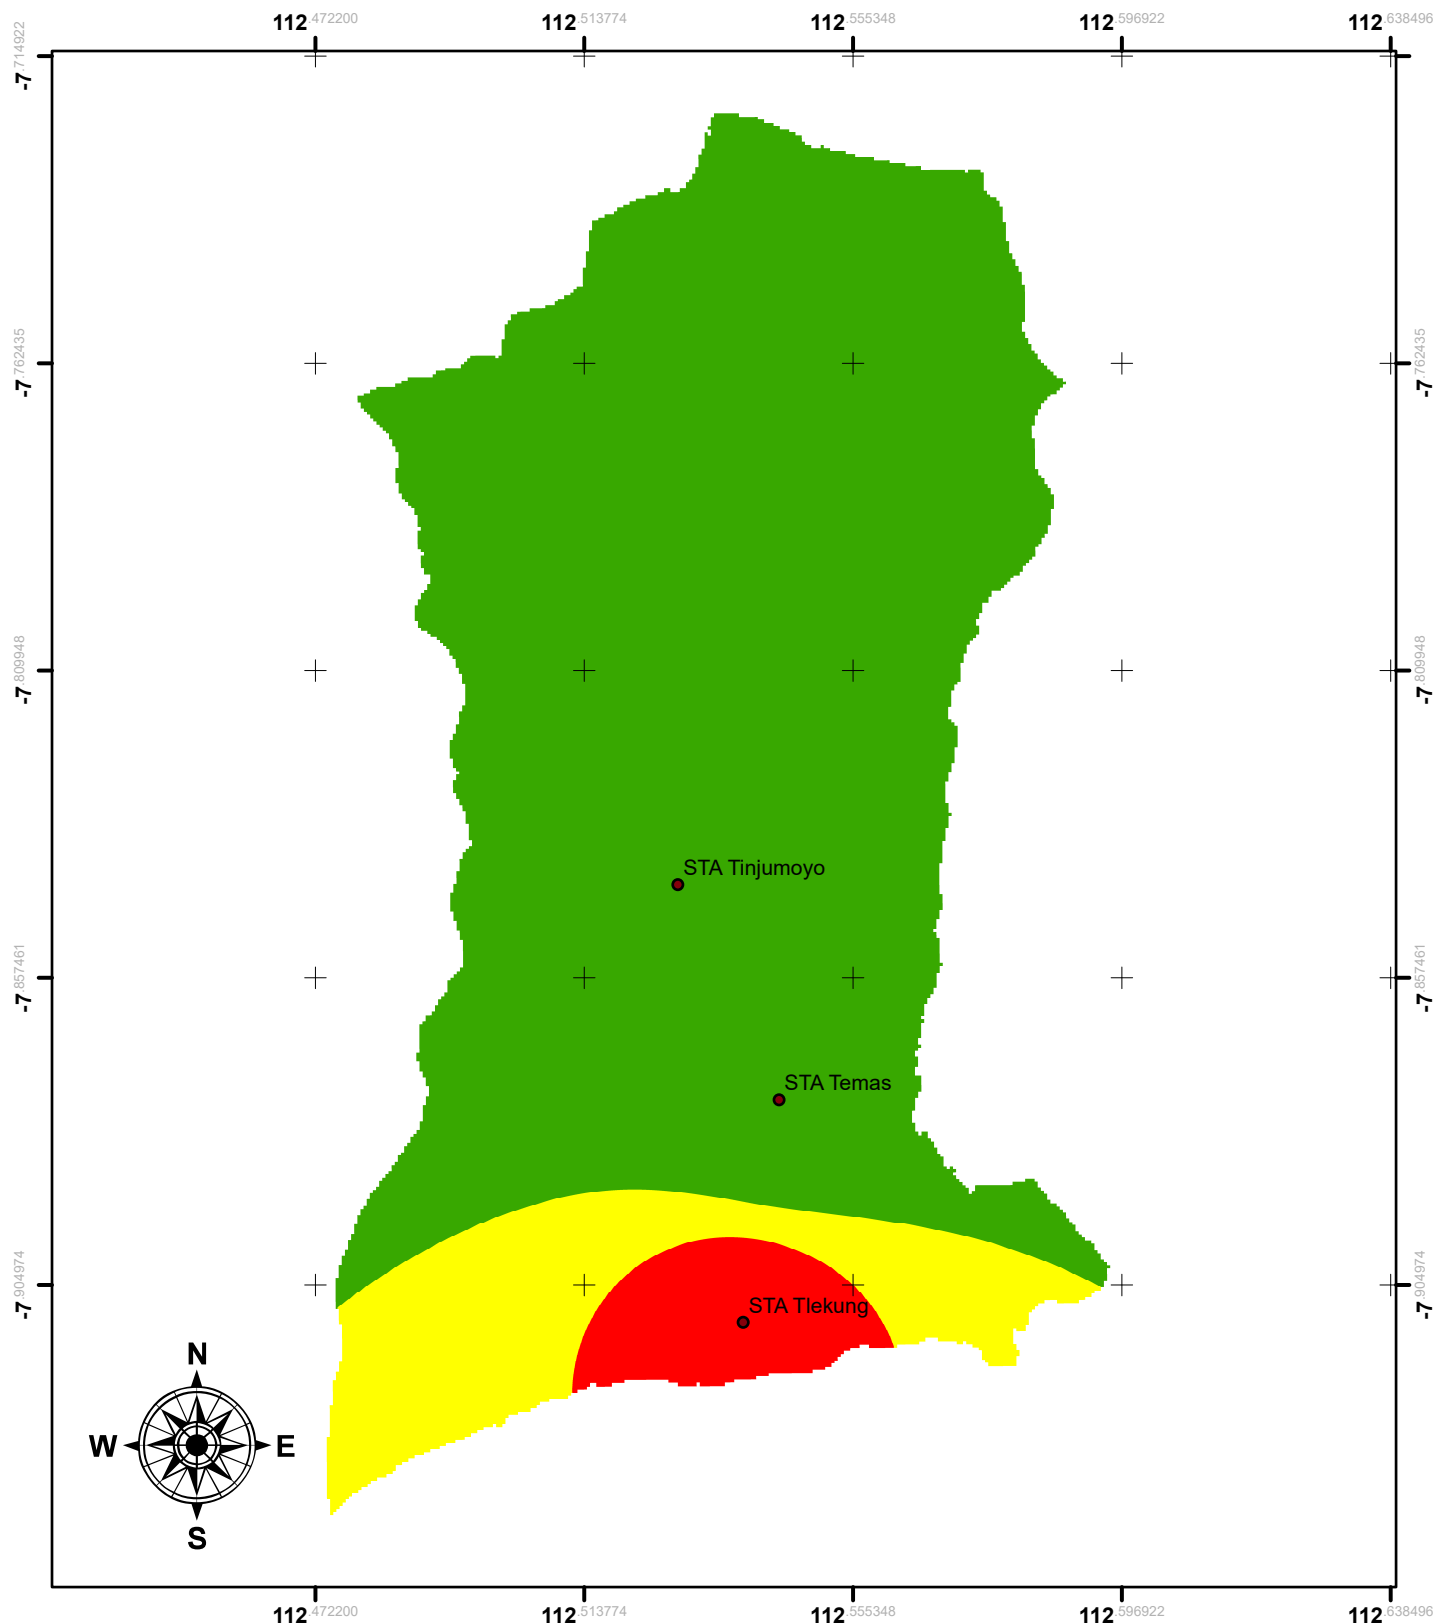 112.472200 112.513774 112.555348 112.596922 112.638496
-7.714922
-7.762435 -7.762435
-7.809948 -7.809948
STA Tinjumoyo
-7.857461 -7.857461
STA Temas
-7.904974 -7.904974
STA Tlekung
N
W E
S
112.472200 112.513774 112.555348 112.596922 112.638496